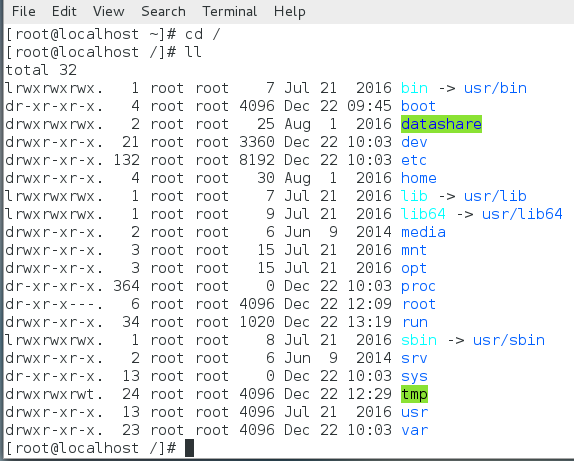 File Edit View Search Terminal Help
[root@localhost ~]# cd /
[root@localhost /]# ll
total 32
lrwxrwxrwx.   1 root root    7 Jul 21  2016 bin -> usr/bin
dr-xr-xr-x.   4 root root 4096 Dec 22 09:45 boot
drwxrwxrwx.   2 root root   25 Aug  1  2016 datashare
drwxr-xr-x.  21 root root 3360 Dec 22 10:03 dev
drwxr-xr-x. 132 root root 8192 Dec 22 10:03 etc
drwxr-xr-x.   4 root root   30 Aug  1  2016 home
lrwxrwxrwx.   1 root root    7 Jul 21  2016 lib -> usr/lib
lrwxrwxrwx.   1 root root    9 Jul 21  2016 lib64 -> usr/lib64
drwxr-xr-x.   2 root root    6 Jun  9  2014 media
drwxr-xr-x.   3 root root   15 Jul 21  2016 mnt
drwxr-xr-x.   3 root root   15 Jul 21  2016 opt
dr-xr-xr-x. 364 root root    0 Dec 22 10:03 proc
dr-xr-x---.   6 root root 4096 Dec 22 12:09 root
drwxr-xr-x.  34 root root 1020 Dec 22 13:19 run
lrwxrwxrwx.   1 root root    8 Jul 21  2016 sbin -> usr/sbin
drwxr-xr-x.   2 root root    6 Jun  9  2014 srv
dr-xr-xr-x.  13 root root    0 Dec 22 10:03 sys
drwxrwxrwt.  24 root root 4096 Dec 22 12:29 tmp
drwxr-xr-x.  13 root root 4096 Jul 21  2016 usr
drwxr-xr-x.  23 root root 4096 Dec 22 10:03 var
[root@localhost /]#